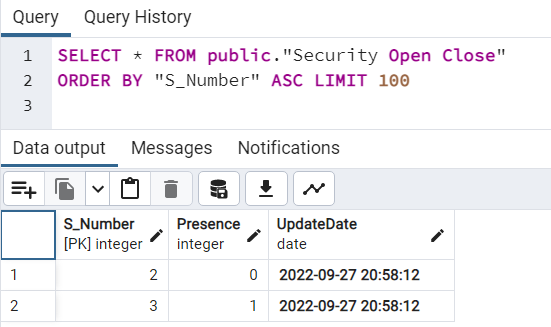 Query Query History
1 SELECT * FROM public."Security Open Close"
2 ORDER BY "S_Number" ASC LIMIT 100
3
Data output Messages Notifications
S_Number Presence UpdateDate
[PK] integer integer date
1 2 0 2022-09-27 20:58:12
2 3 1 2022-09-27 20:58:12